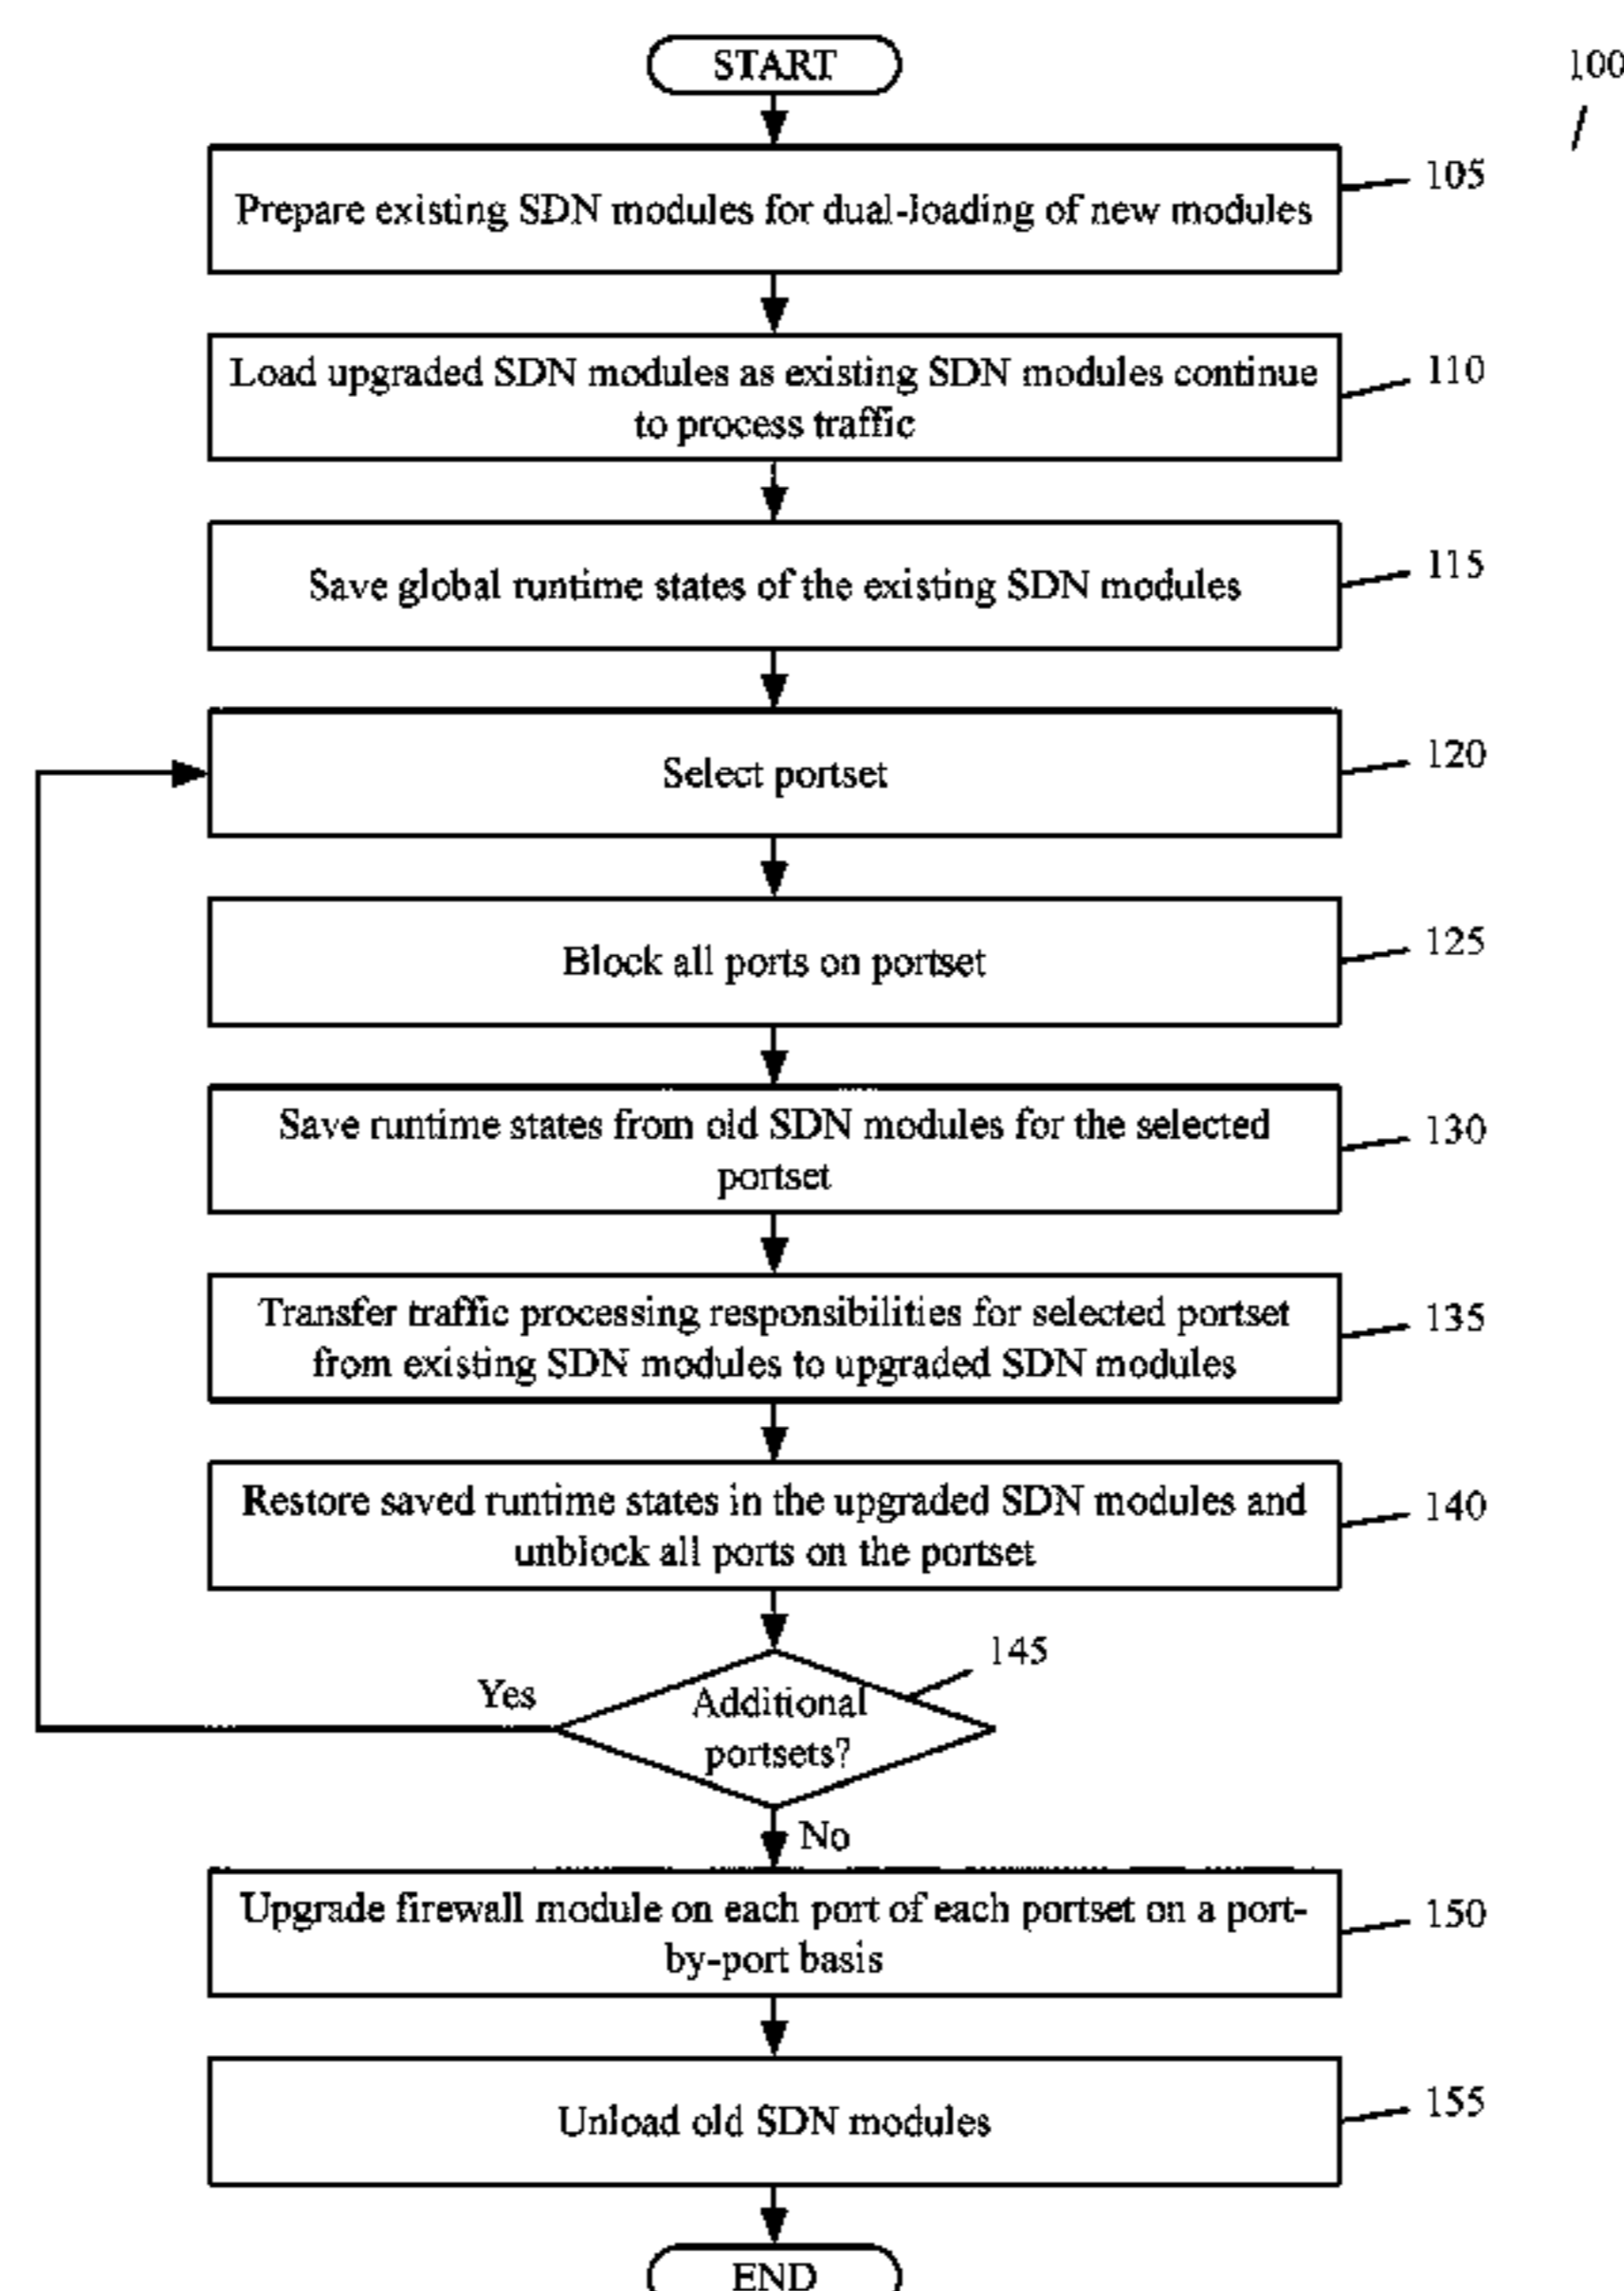 START
100
Prepare existing SDN modules for dual-loading of new modules
105
Load upgraded SDN modules as existing SDN modules continue
to process traffic
110
Save global runtime states of the existing SDN modules
115
Select portset
120
Block all ports on portset
125
Save runtime states from old SDN modules for the selected
portset
130
Transfer traffic processing responsibilities for selected portset
from existing SDN modules to upgraded SDN modules
135
Restore saved runtime states in the upgraded SDN modules and
unblock all ports on the portset
140
145
Yes
Additional
portsets?
No
Upgrade firewall module on each port of each portset on a port-
by-port basis
150
Unload old SDN modules
155
END